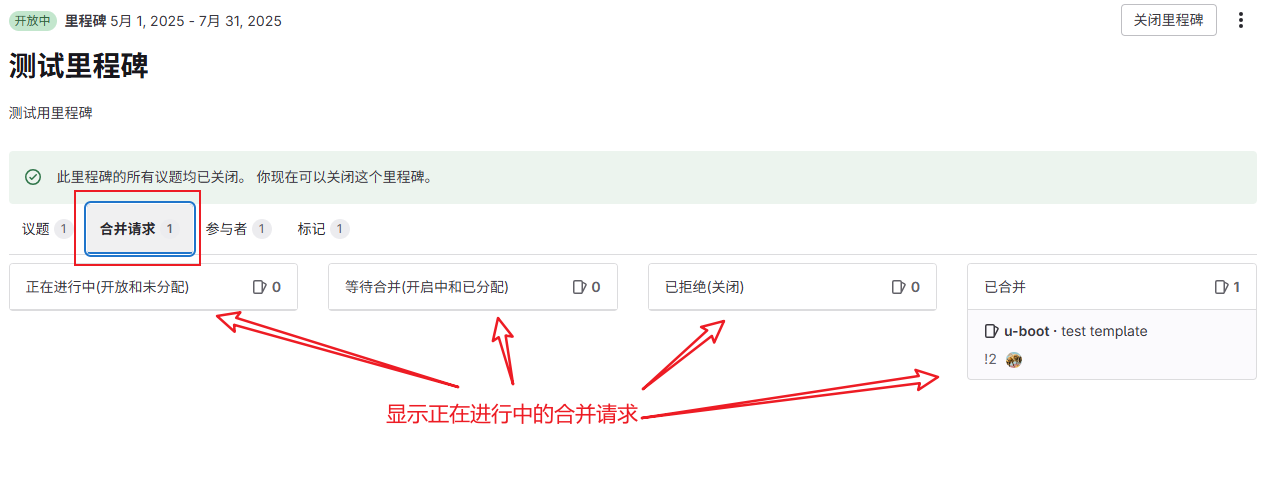 开放中 里程碑 5月 1, 2025 - 7月 31, 2025 关闭里程碑
测试里程碑
测试用里程碑
此里程碑的所有议题均已关闭。 你现在可以关闭这个里程碑。
议题 1 合并请求 1 参与者 1 标记 1
正在进行中(开放和未分配) 0 等待合并(开启中和已分配) 0 已拒绝(关闭) 0 已合并 1
u-boot · test template
!2
显示正在进行中的合并请求